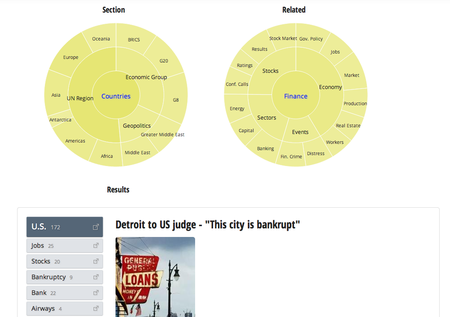 Section
Related
Oceania
BRICS
Europe
G20
Economic Group
Asia
UN Region
Countries
G8
Antarctica
Geopolitics
Greater Middle East
Americas
Africa
Middle East
Stock Market
Gov. Policy
Results
Jobs
Ratings
Stocks
Market
Conf. Calls
Economy
Finance
Production
Energy
Sectors
Real Estate
Capital
Events
Workers
Banking
Fin. Crime
Distress
Results
U.S. 172
Detroit to US judge - "This city is bankrupt"
Jobs 25
Stocks 20
Bankruptcy 9
Bank 22
Airways 4
GENERAL
PUBLIC
LOANS